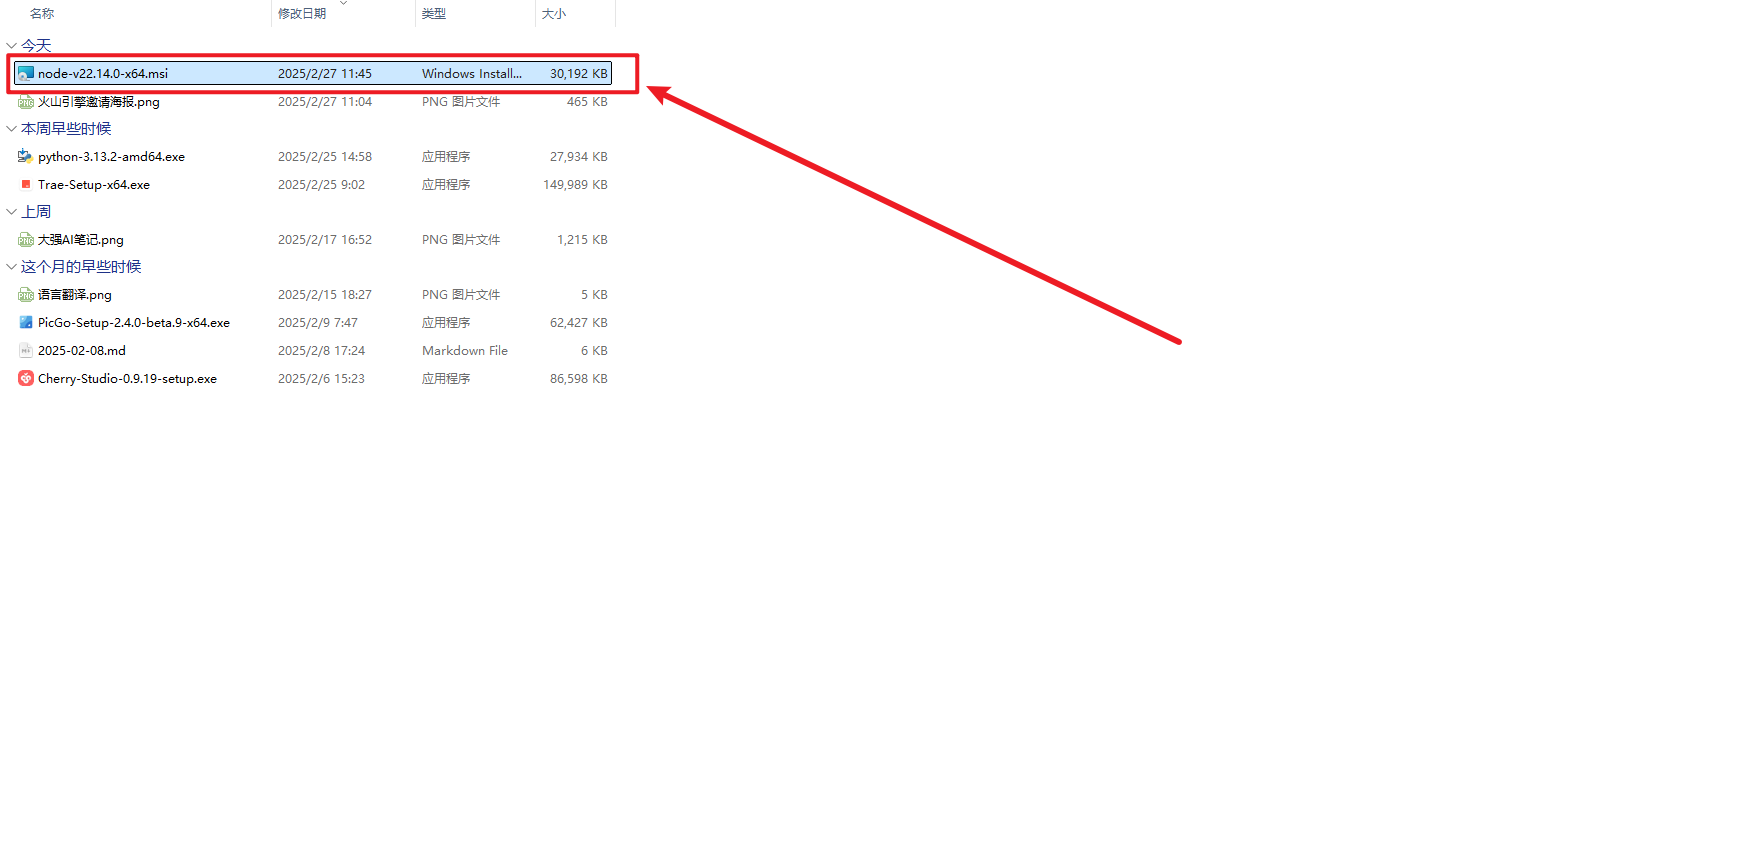 名称 修改日期 类型 大小
今天
node-v22.14.0-x64.msi 2025/2/27 11:45 Windows Install... 30,192 KB
火山引擎邀请海报.png 2025/2/27 11:04 PNG 图片文件 465 KB
本周早些时候
python-3.13.2-amd64.exe 2025/2/25 14:58 应用程序 27,934 KB
Trae-Setup-x64.exe 2025/2/25 9:02 应用程序 149,989 KB
上周
大强AI笔记.png 2025/2/17 16:52 PNG 图片文件 1,215 KB
这个月的早些时候
语言翻译.png 2025/2/15 18:27 PNG 图片文件 5 KB
PicGo-Setup-2.4.0-beta.9-x64.exe 2025/2/9 7:47 应用程序 62,427 KB
2025-02-08.md 2025/2/8 17:24 Markdown File 6 KB
Cherry-Studio-0.9.19-setup.exe 2025/2/6 15:23 应用程序 86,598 KB